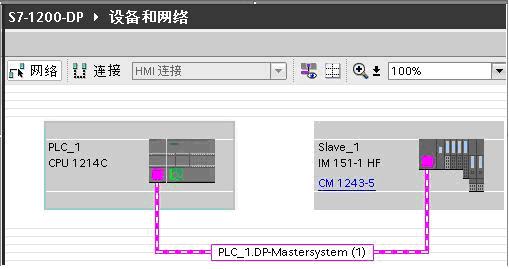 S7-1200-DP ▸ 设备和网络
网络 连接 HMI 连接 100%
PLC_1
CPU 1214C
Slave_1
IM 151-1 HF
CM 1243-5
PLC_1.DP-Mastersystem (1)